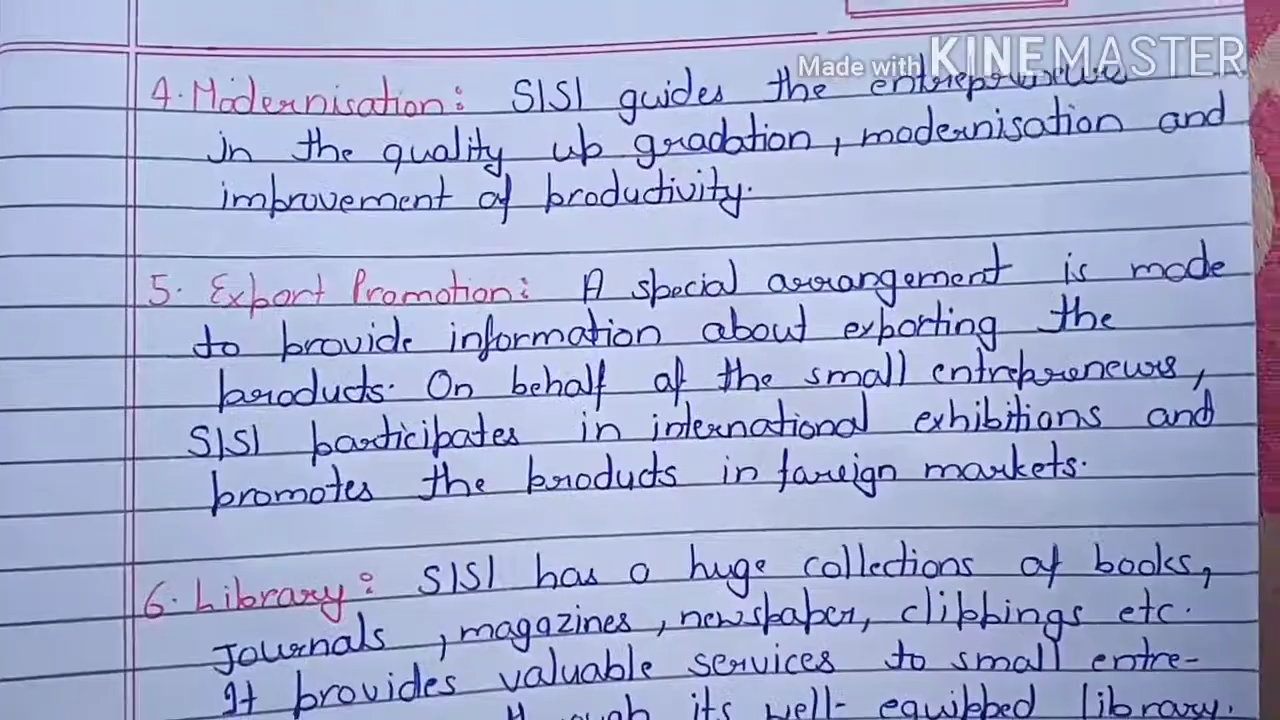 Made with KINEMASTER
4. Modernisation: SISI guides the entrepreneurs
in the quality up gradation, modernisation and
improvement of productivity.
5. Export Promotion: A special arrangement is made
to provide information about exporting the
products. On behalf of the small entrepreneurs,
SISI participates in international exhibitions and
promotes the products in foreign markets.
6. Library: SISI has a huge collections of books,
Journals, magazines, newspaper, clippings etc.
It provides valuable services to small entre-
its well-equipped library.